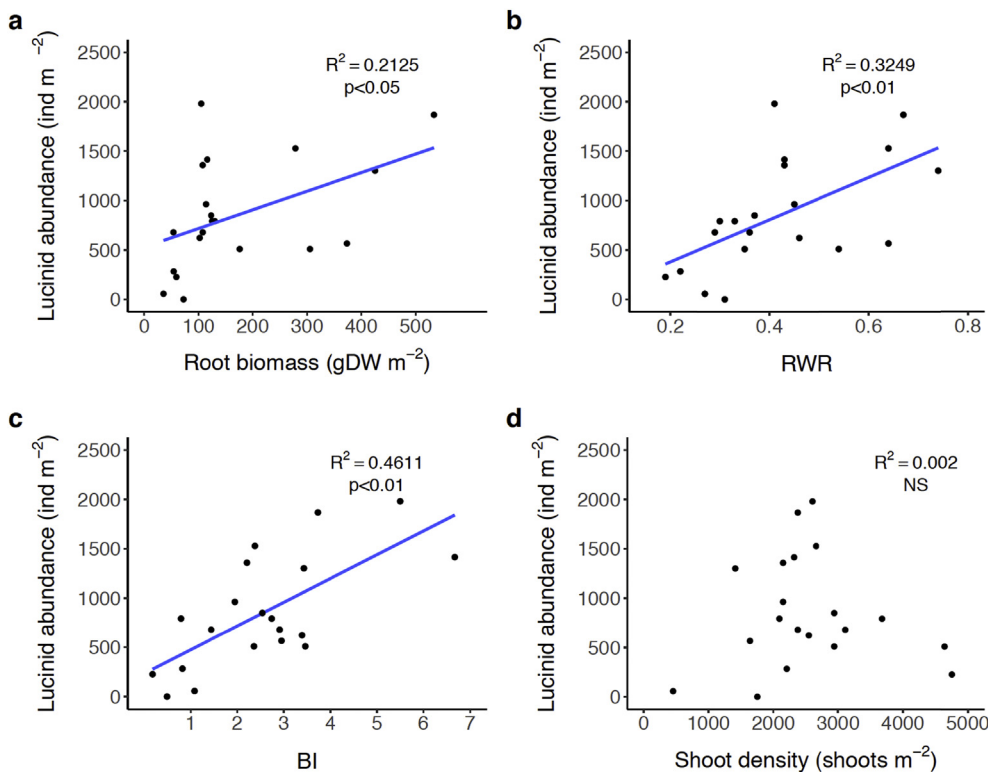 a
Lucinid abundance (ind m⁻²)
2500
2000
1500
1000
500
0
R² = 0.2125
p<0.05
0 100 200 300 400 500
Root biomass (gDW m⁻²)
b
Lucinid abundance (ind m⁻²)
2500
2000
1500
1000
500
0
R² = 0.3249
p<0.01
0.2 0.4 0.6 0.8
RWR
c
Lucinid abundance (ind m⁻²)
2500
2000
1500
1000
500
0
R² = 0.4611
p<0.01
1 2 3 4 5 6 7
BI
d
Lucinid abundance (ind m⁻²)
2500
2000
1500
1000
500
0
R² = 0.002
NS
0 1000 2000 3000 4000 5000
Shoot density (shoots m⁻²)